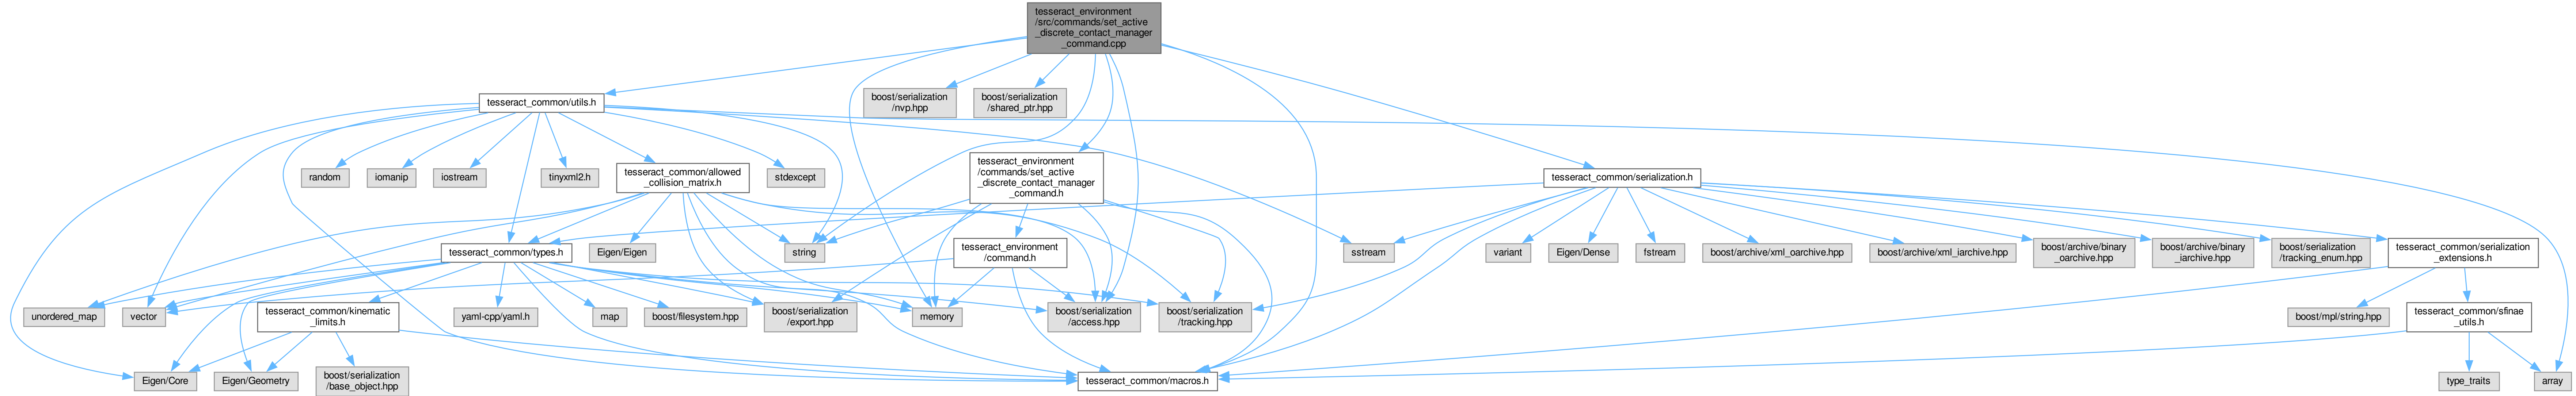 tesseract_environment
/src/commands/set_active
_discrete_contact_manager
_command.cpp
tesseract_common/utils.h
boost/serialization
/nvp.hpp
boost/serialization
/shared_ptr.hpp
random
iomanip
iostream
tinyxml2.h
tesseract_common/allowed
_collision_matrix.h
stdexcept
tesseract_environment
/commands/set_active
_discrete_contact_manager
_command.h
tesseract_common/serialization.h
tesseract_common/types.h
Eigen/Eigen
string
tesseract_environment
/command.h
sstream
variant
Eigen/Dense
fstream
boost/archive/xml_oarchive.hpp
boost/archive/xml_iarchive.hpp
boost/archive/binary
_oarchive.hpp
boost/archive/binary
_iarchive.hpp
boost/serialization
/tracking_enum.hpp
tesseract_common/serialization
_extensions.h
unordered_map
vector
tesseract_common/kinematic
_limits.h
yaml-cpp/yaml.h
map
boost/filesystem.hpp
boost/serialization
/export.hpp
memory
boost/serialization
/access.hpp
boost/serialization
/tracking.hpp
boost/mpl/string.hpp
tesseract_common/sfinae
_utils.h
Eigen/Core
Eigen/Geometry
boost/serialization
/base_object.hpp
tesseract_common/macros.h
type_traits
array